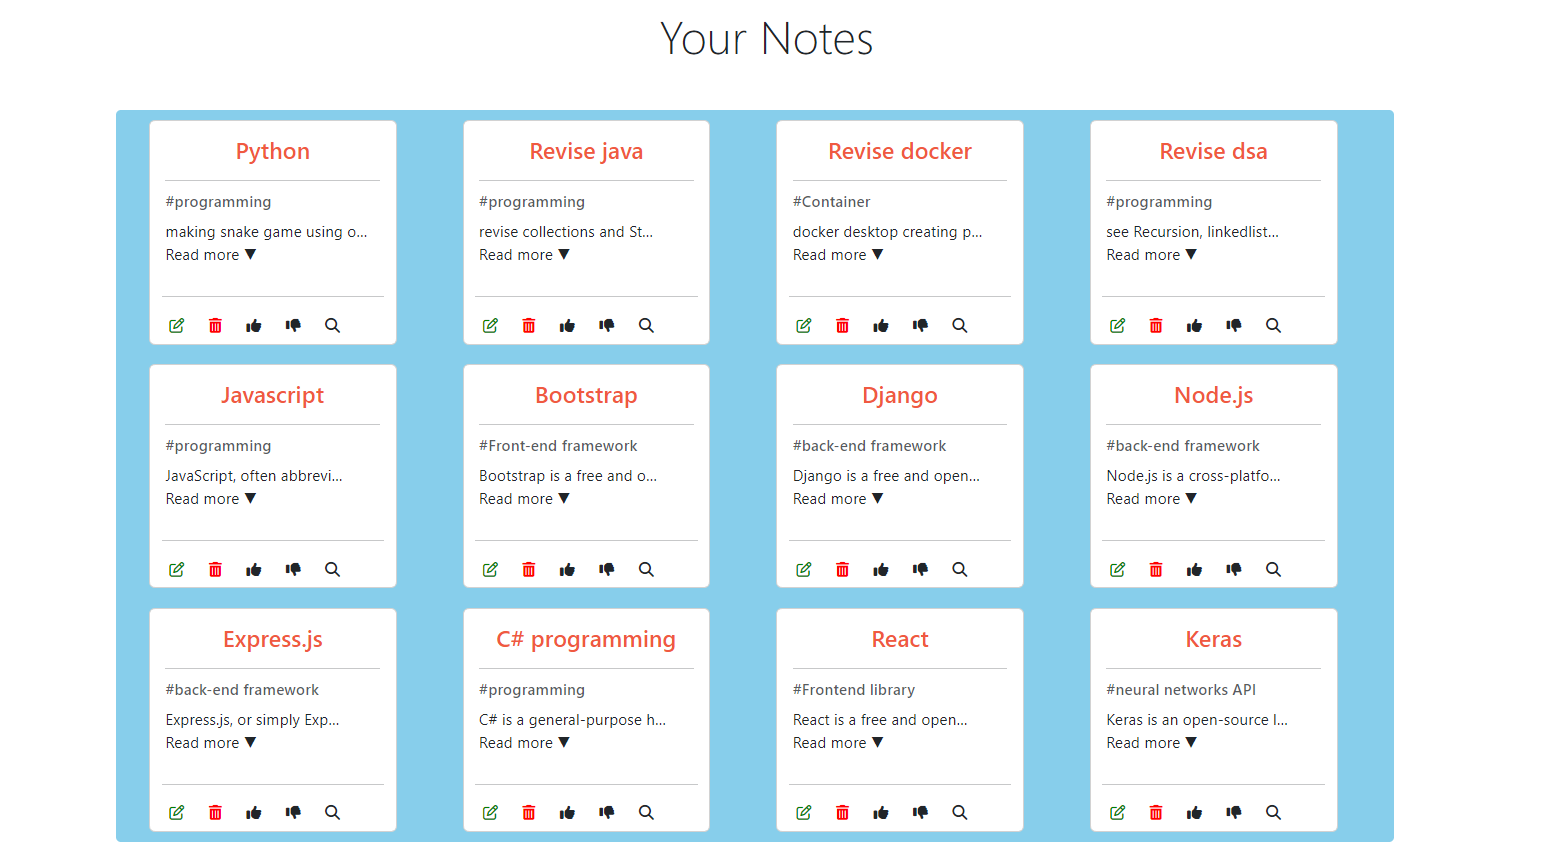 Your Notes
Python
#programming
making snake game using o...
Read more ▼
Revise java
#programming
revise collections and St...
Read more ▼
Revise docker
#Container
docker desktop creating p...
Read more ▼
Revise dsa
#programming
see Recursion, linkedlist...
Read more ▼
Javascript
#programming
JavaScript, often abbrevi...
Read more ▼
Bootstrap
#Front-end framework
Bootstrap is a free and o...
Read more ▼
Django
#back-end framework
Django is a free and open...
Read more ▼
Node.js
#back-end framework
Node.js is a cross-platfo...
Read more ▼
Express.js
#back-end framework
Express.js, or simply Exp...
Read more ▼
C# programming
#programming
C# is a general-purpose h...
Read more ▼
React
#Frontend library
React is a free and open...
Read more ▼
Keras
#neural networks API
Keras is an open-source l...
Read more ▼